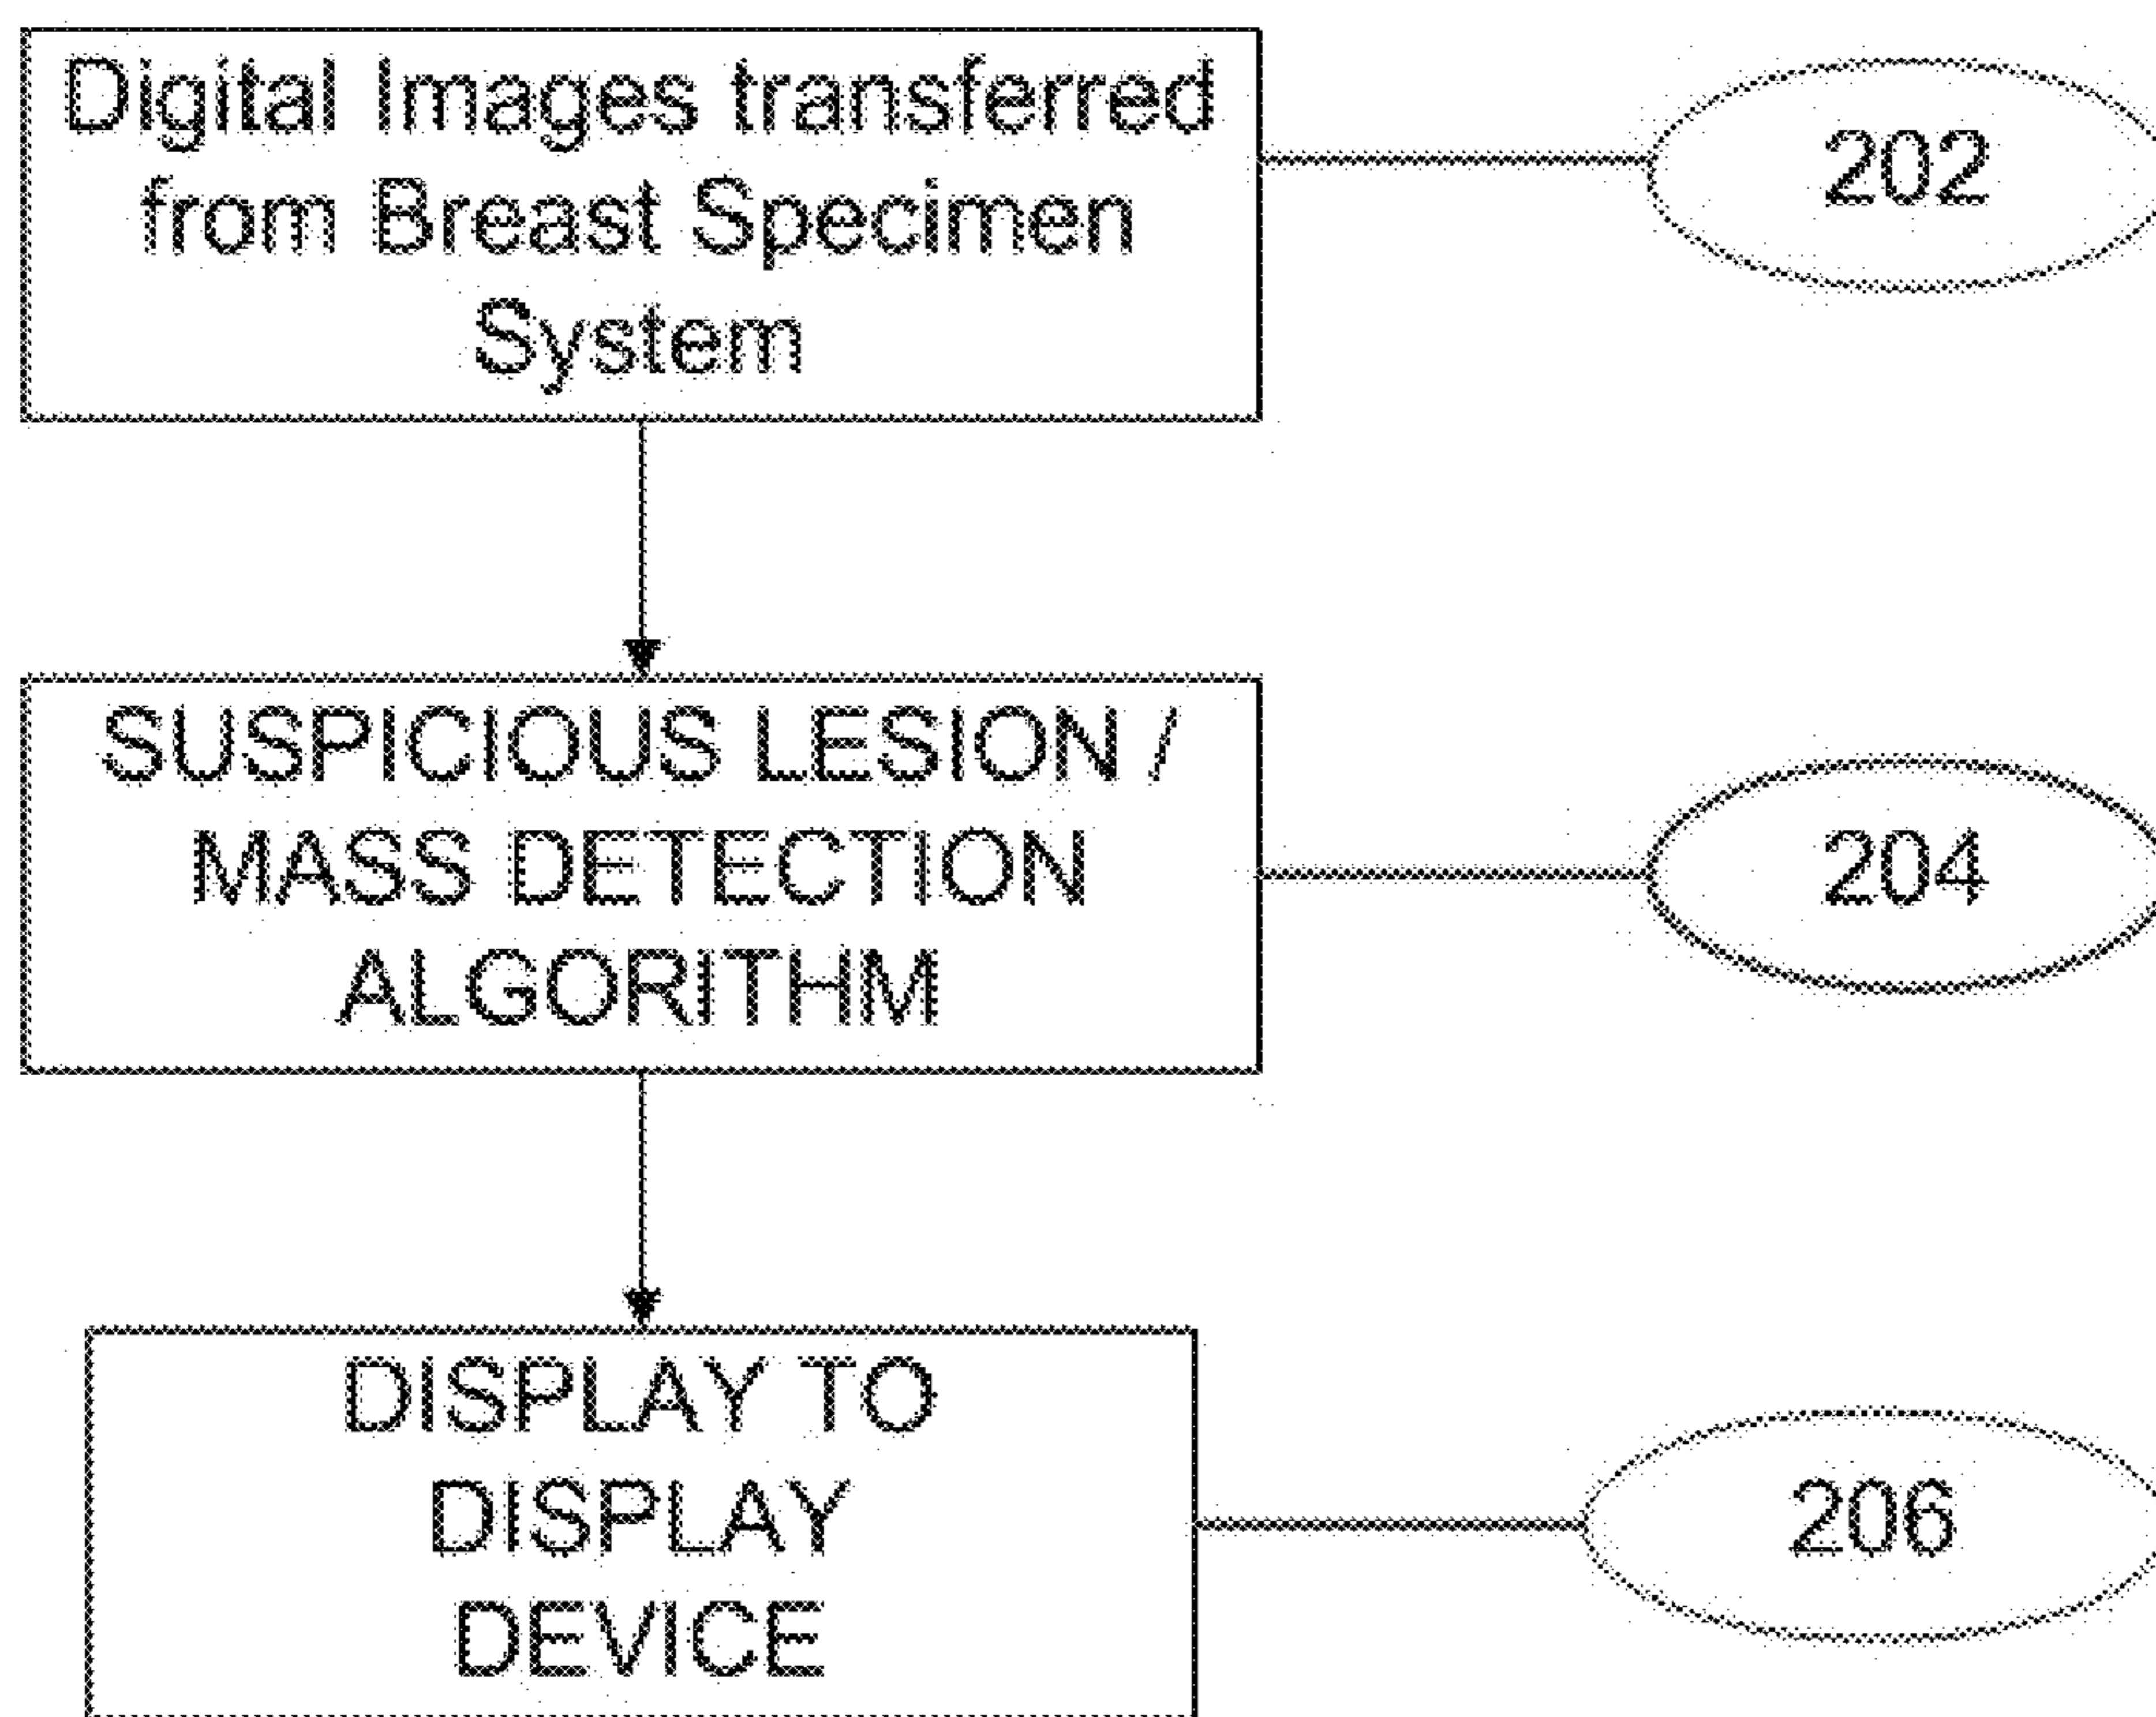 Digital Images transferred
from Breast Specimen
System
202
SUSPICIOUS LESION /
MASS DETECTION
ALGORITHM
204
DISPLAY TO
DISPLAY
DEVICE
206